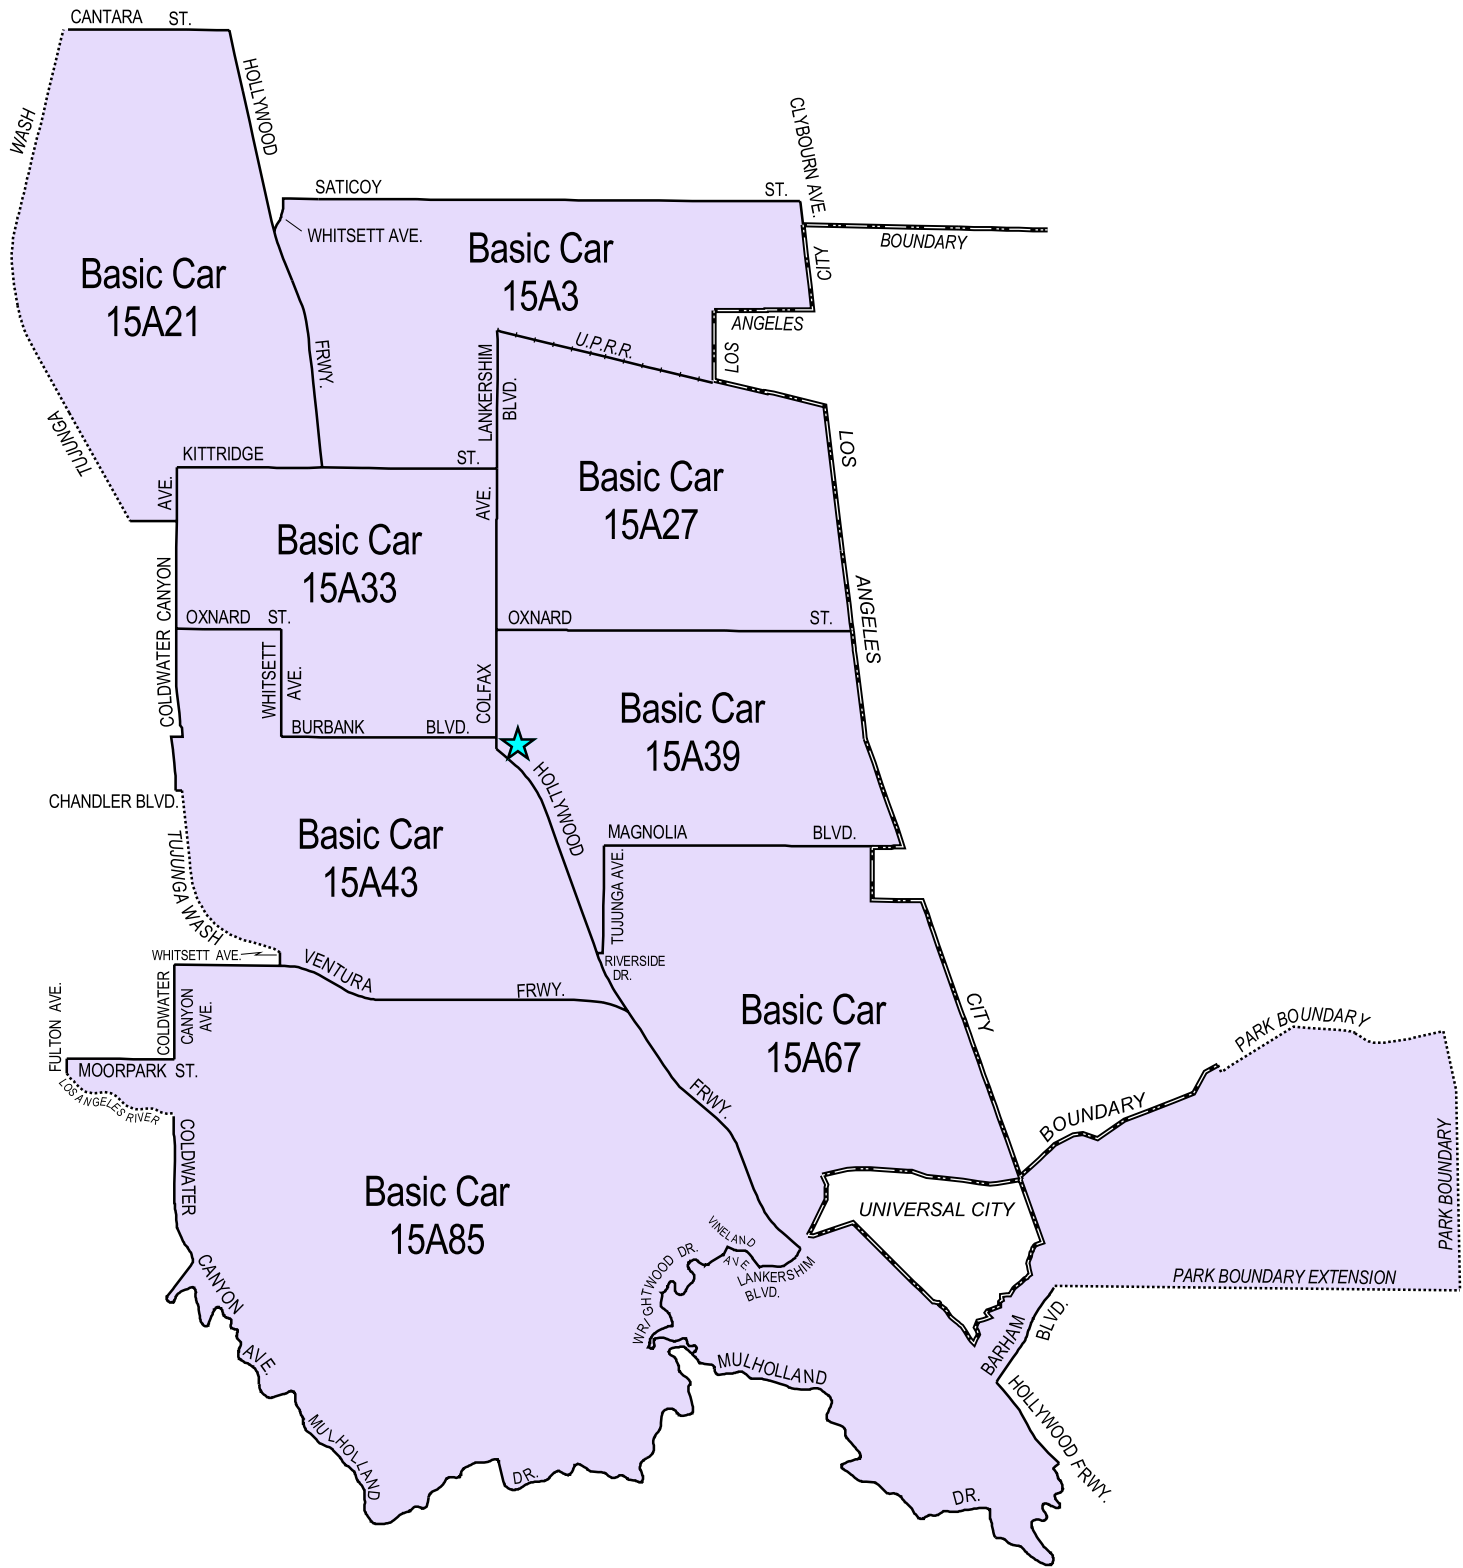 CANTARA ST.
HOLLYWOOD
WASH
CLYBOURN AVE.
SATICOY ST.
WHITSETT AVE.
BOUNDARY
CITY
Basic Car
15A3
Basic Car
15A21
ANGELES
LOS
U.P.R.R.
FRWY.
LANKERSHIM
BLVD.
TUJUNGA
LOS
KITTRIDGE ST.
AVE.
AVE.
Basic Car
15A27
Basic Car
15A33
COLDWATER CANYON
ANGELES
OXNARD ST.
OXNARD ST.
WHITSETT
AVE.
COLFAX
BURBANK BLVD.
Basic Car
15A39
HOLLYWOOD
CHANDLER BLVD.
TUJUNGA WASH
Basic Car
15A43
MAGNOLIA BLVD.
TUJUNGA AVE.
WHITSETT AVE.
RIVERSIDE
DR.
VENTURA FRWY.
FULTON AVE.
COLDWATER
CANYON
AVE.
Basic Car
15A67
CITY
PARK BOUNDARY
MOORPARK ST.
LOS ANGELES RIVER
FRWY.
BOUNDARY
COLDWATER
PARK BOUNDARY
Basic Car
15A85
UNIVERSAL CITY
VINELAND
AVE.
WRIGHTWOOD DR.
LANKERSHIM
BLVD.
CANYON
PARK BOUNDARY EXTENSION
BARHAM
BLVD.
AVE.
MULHOLLAND
HOLLYWOOD FRWY.
MULHOLLAND
DR.
DR.